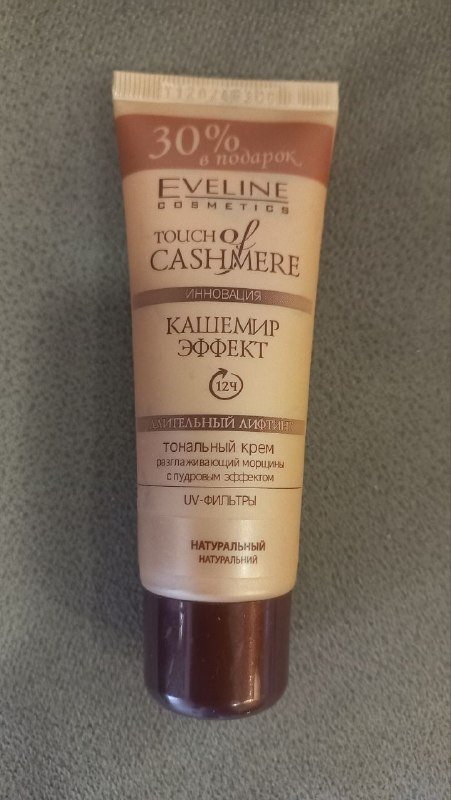 30%
в подарок
EVELINE
COSMETICS
TOUCH of
CASHMERE
ИННОВАЦИЯ
КАШЕМИР
ЭФФЕКТ
12Ч
ДЛИТЕЛЬНЫЙ ЛИФТИНГ
тональный крем
разглаживающий морщины
с пудровым эффектом
UV-ФИЛЬТРЫ
НАТУРАЛЬНЫЙ
НАТУРАЛЬНИЙ